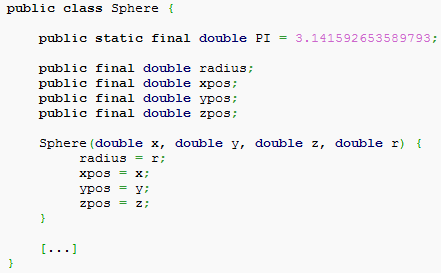 public class Sphere {
public static final double PI = 3.141592653589793;
public final double radius;
public final double xpos;
public final double ypos;
public final double zpos;
Sphere(double x, double y, double z, double r) {
radius = r;
xpos = x;
ypos = y;
zpos = z;
}
[...]
}